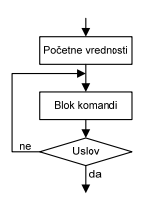 Početne vrednosti
Blok komandi
Uslov
ne
da